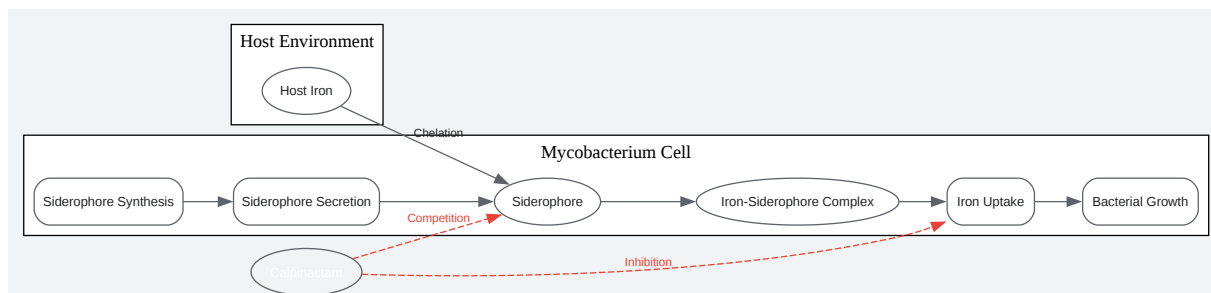 Host Environment
Host Iron
Chelation
Mycobacterium Cell
Siderophore Synthesis
Siderophore Secretion
Siderophore
Iron-Siderophore Complex
Iron Uptake
Bacterial Growth
Competition
Calpinactam
Inhibition